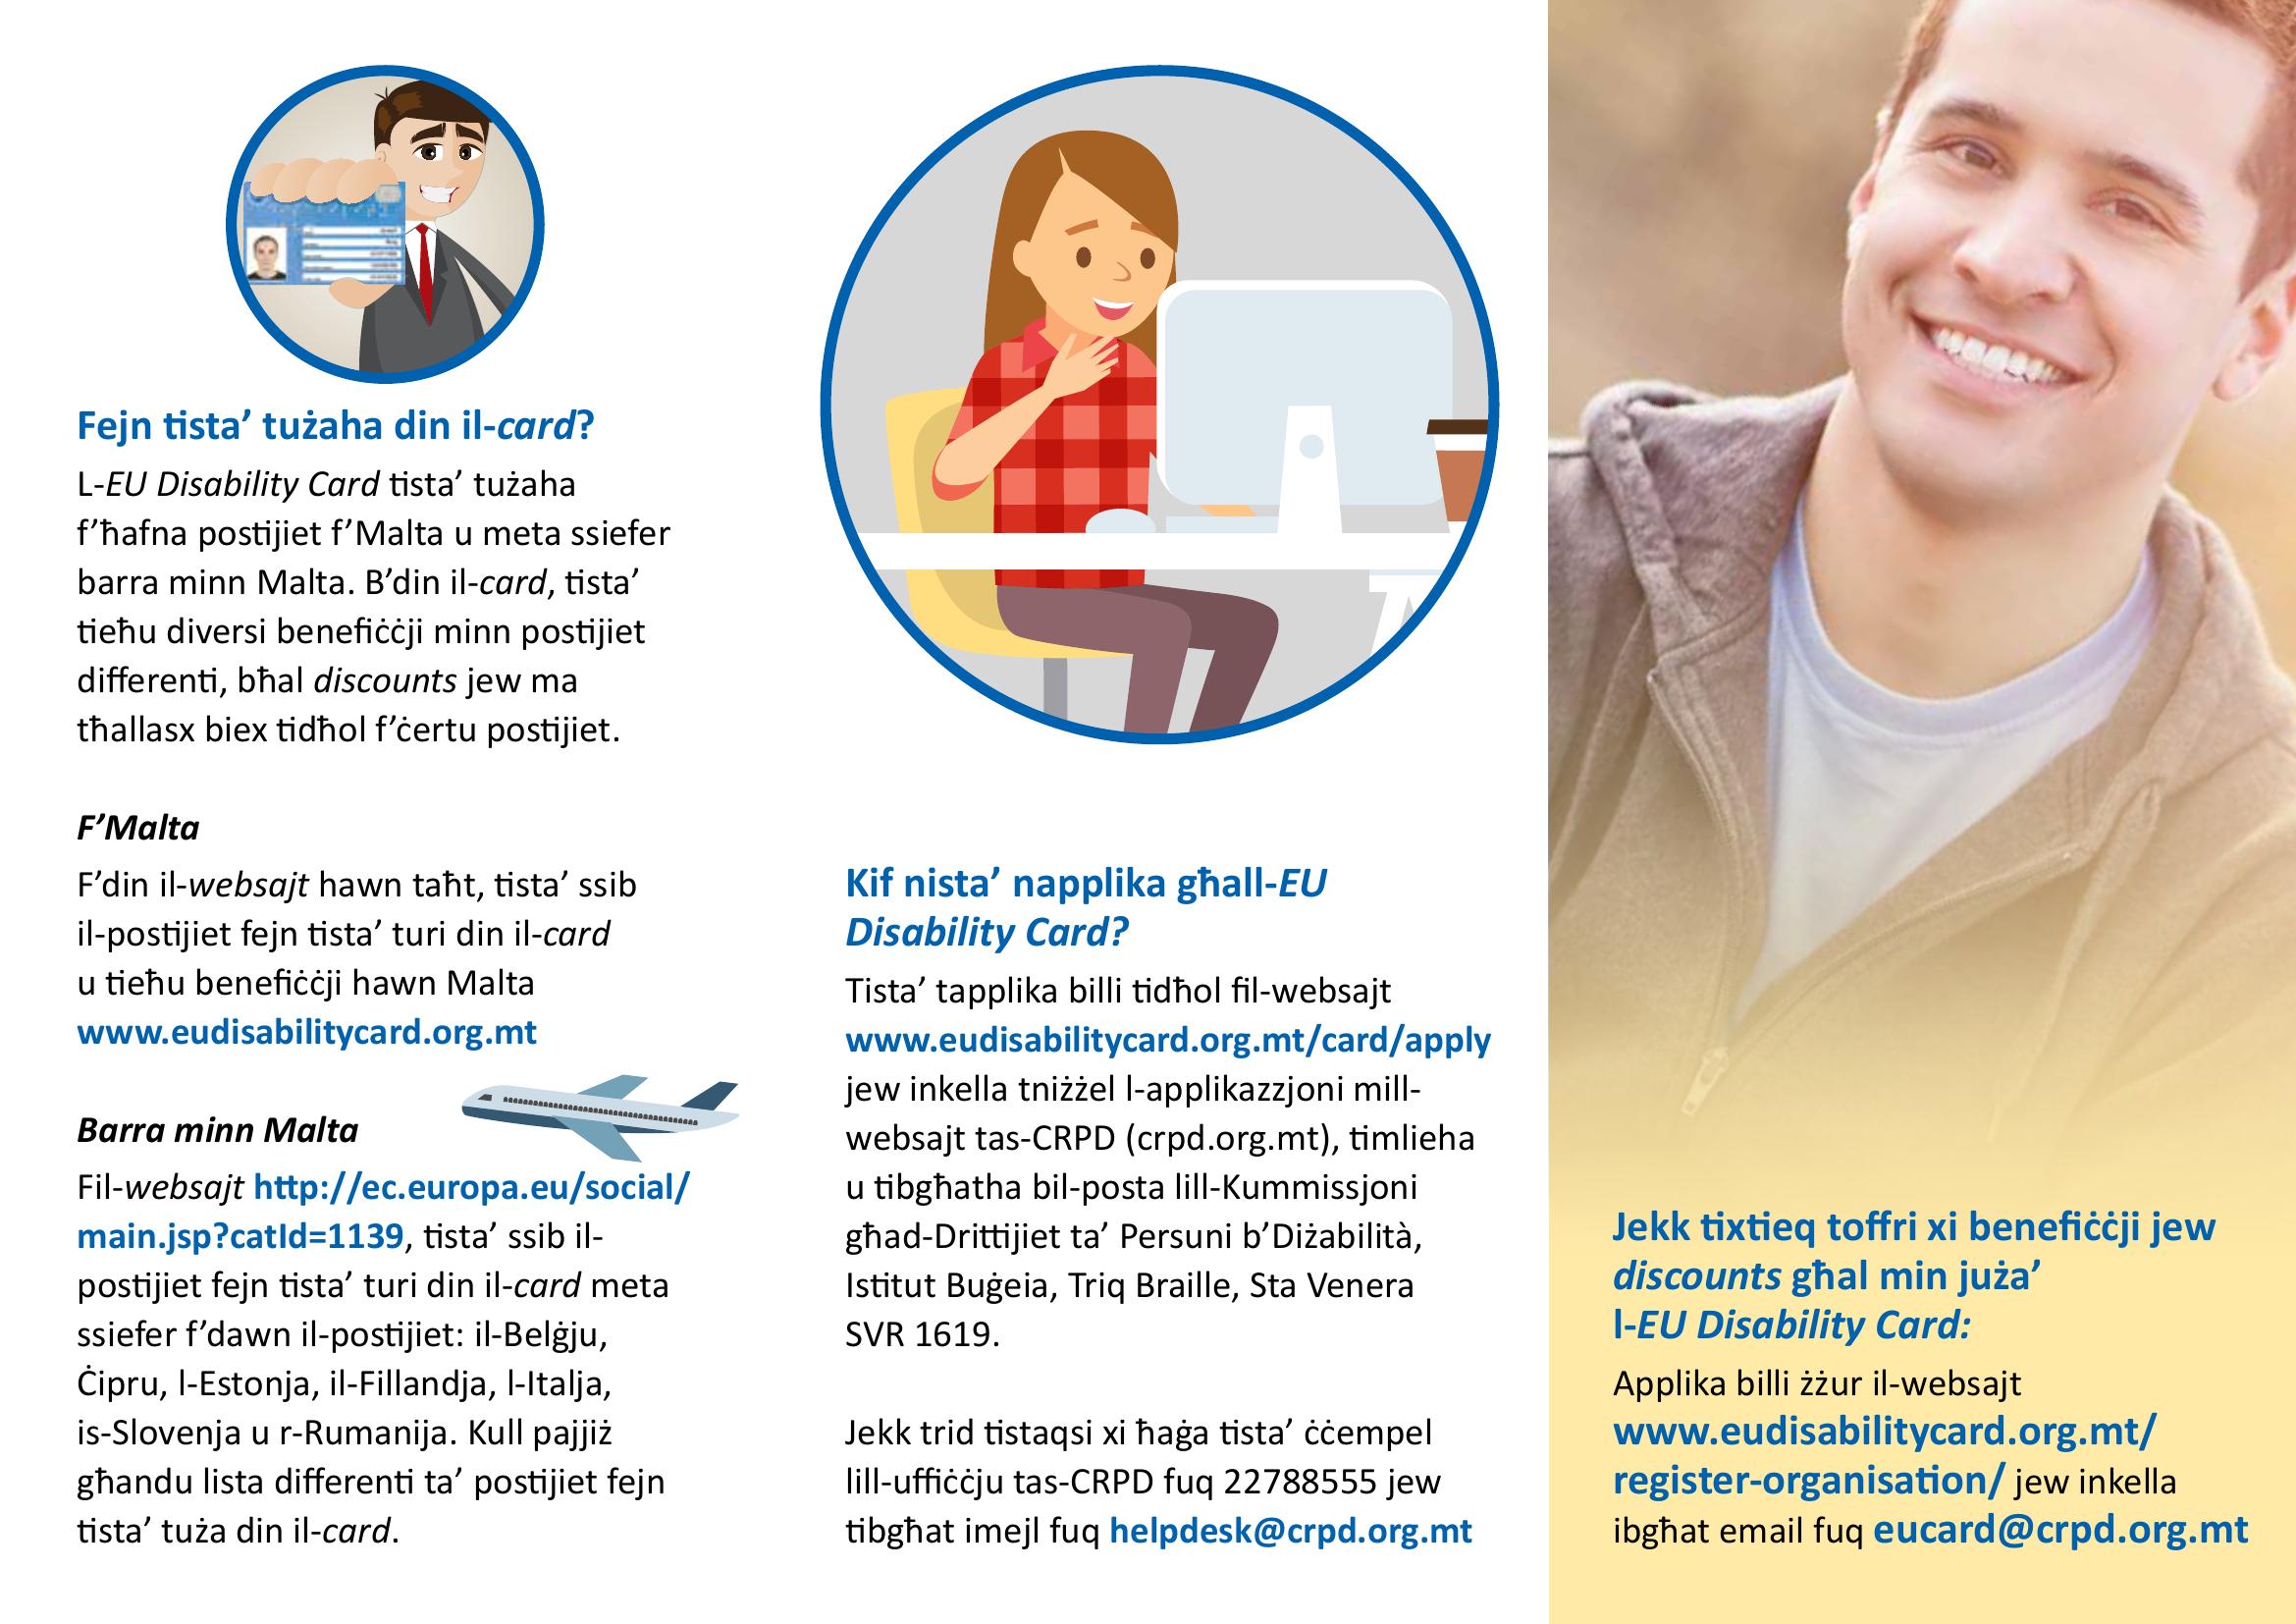 Fejn tista’ tużaha din il-card?
L-EU Disability Card tista’ tużaha
f’ħafna postijiet f’Malta u meta ssiefer
barra minn Malta. B’din il-card, tista’
tieħu diversi benefiċċji minn postijiet
differenti, bħal discounts jew ma
tħallasx biex tidħol f’ċertu postijiet.
F’Malta
F’din il-websajt hawn taħt, tista’ ssib
il-postijiet fejn tista’ turi din il-card
u tieħu benefiċċji hawn Malta
www.eudisabilitycard.org.mt
Barra minn Malta
Fil-websajt http://ec.europa.eu/social/
main.jsp?catId=1139, tista’ ssib il-
postijiet fejn tista’ turi din il-card meta
ssiefer f’dawn il-postijiet: il-Belġju,
Ċipru, l-Estonja, il-Fillandja, l-Italja,
is-Slovenja u r-Rumanija. Kull pajjiż
għandu lista differenti ta’ postijiet fejn
tista’ tuża din il-card.
Kif nista’ napplika għall-EU
Disability Card?
Tista’ tapplika billi tidħol fil-websajt
www.eudisabilitycard.org.mt/card/apply
jew inkella tniżżel l-applikazzjoni mill-
websajt tas-CRPD (crpd.org.mt), timlieha
u tibgħatha bil-posta lill-Kummissjoni
għad-Drittijiet ta’ Persuni b’Diżabilità,
Istitut Buġeia, Triq Braille, Sta Venera
SVR 1619.
Jekk trid tistaqsi xi ħaġa tista’ ċċempel
lill-uffiċċju tas-CRPD fuq 22788555 jew
tibgħat imejl fuq helpdesk@crpd.org.mt
Jekk tixtieq toffri xi benefiċċji jew
discounts għal min juża’
l-EU Disability Card:
Applika billi żżur il-websajt
www.eudisabilitycard.org.mt/
register-organisation/ jew inkella
ibgħat email fuq eucard@crpd.org.mt